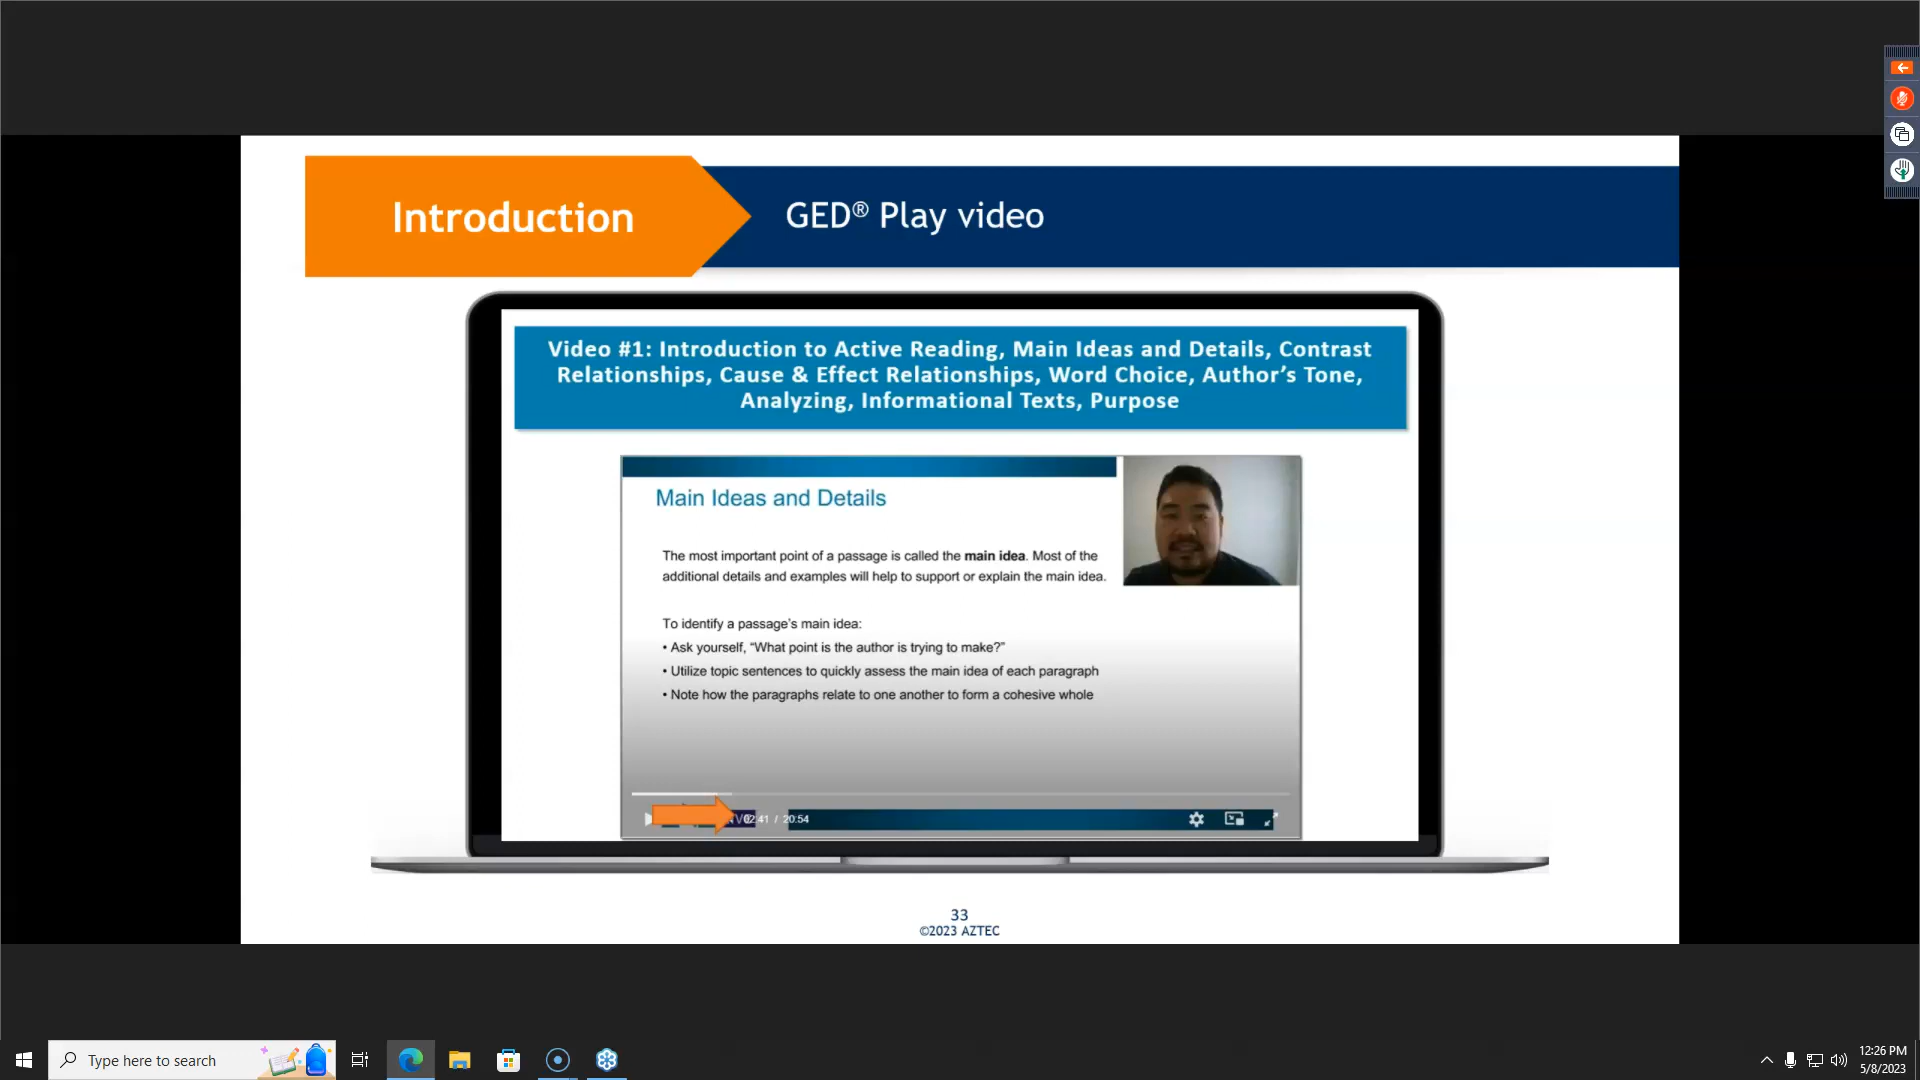 Introduction
GED® Play video
Video #1: Introduction to Active Reading, Main Ideas and Details, Contrast
Relationships, Cause & Effect Relationships, Word Choice, Author's Tone,
Analyzing, Informational Texts, Purpose
Main Ideas and Details
The most important point of a passage is called the main idea. Most of the
additional details and examples will help to support or explain the main idea.
To identify a passage's main idea:
• Ask yourself, “What point is the author is trying to make?”
• Utilize topic sentences to quickly assess the main idea of each paragraph
• Note how the paragraphs relate to one another to form a cohesive whole
02:41 / 20:54
33
©2023 AZTEC
Type here to search
12:26 PM
5/8/2023